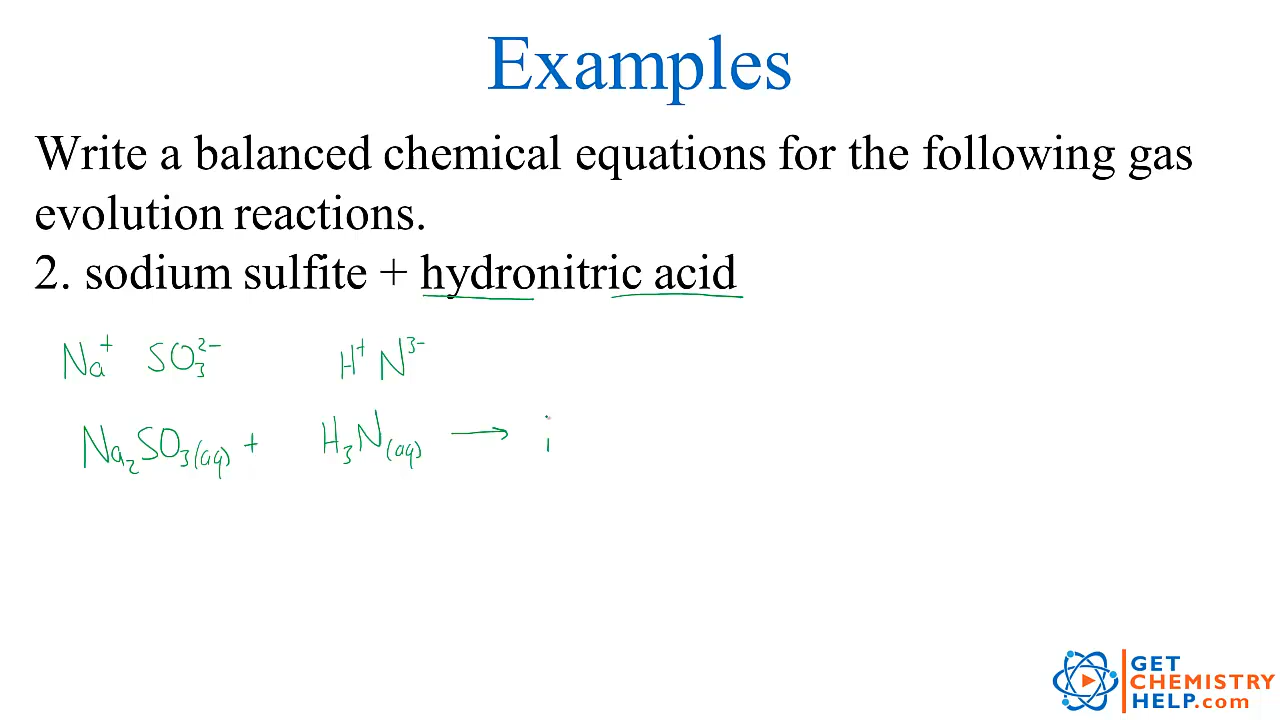 Examples
Write a balanced chemical equations for the following gas
evolution reactions.
2. sodium sulfite + hydronitric acid
Na⁺ SO₃²⁻ H⁺ N³⁻
Na₂SO₃(aq) + H₃N(aq) → i
GET
CHEMISTRY
HELP.com